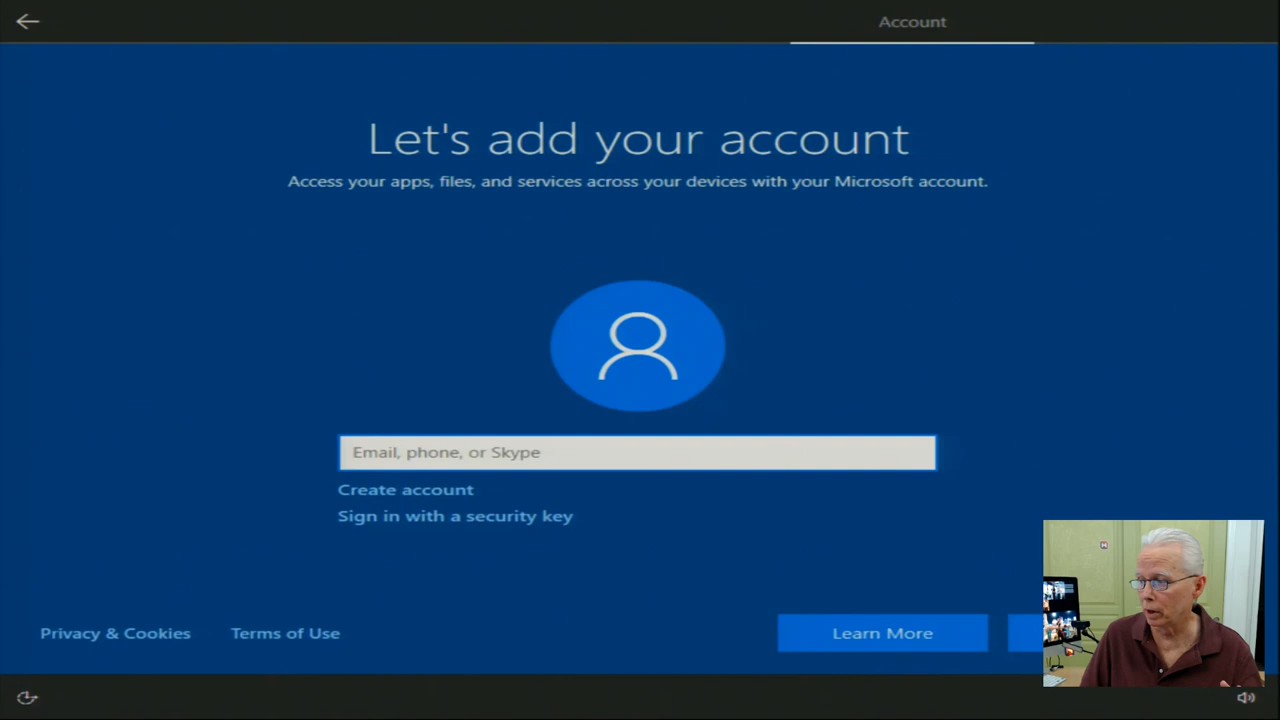 Account
Let's add your account
Access your apps, files, and services across your devices with your Microsoft account.
Email, phone, or Skype
Create account
Sign in with a security key
Privacy & Cookies
Terms of Use
Learn More